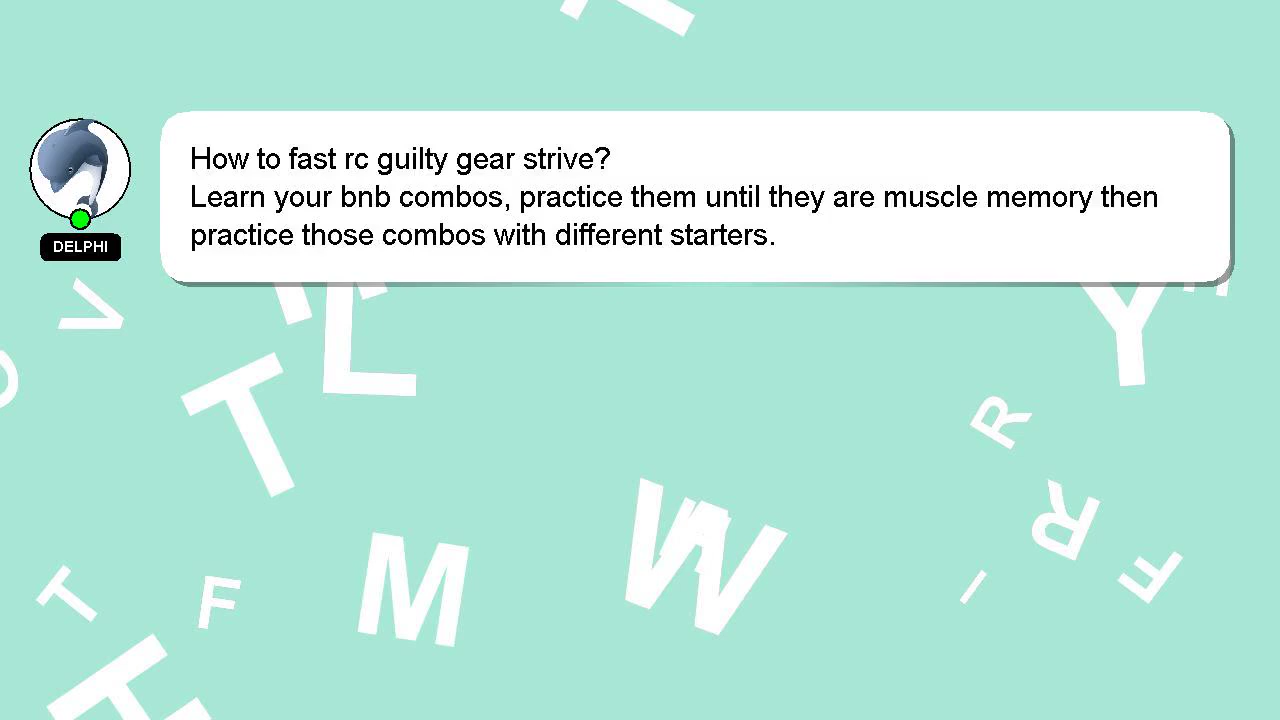 How to fast rc guilty gear strive?
Learn your bnb combos, practice them until they are muscle memory then
practice those combos with different starters.
DELPHI
V
L
Y
T
R
W
R
M
F
T
F
I
H